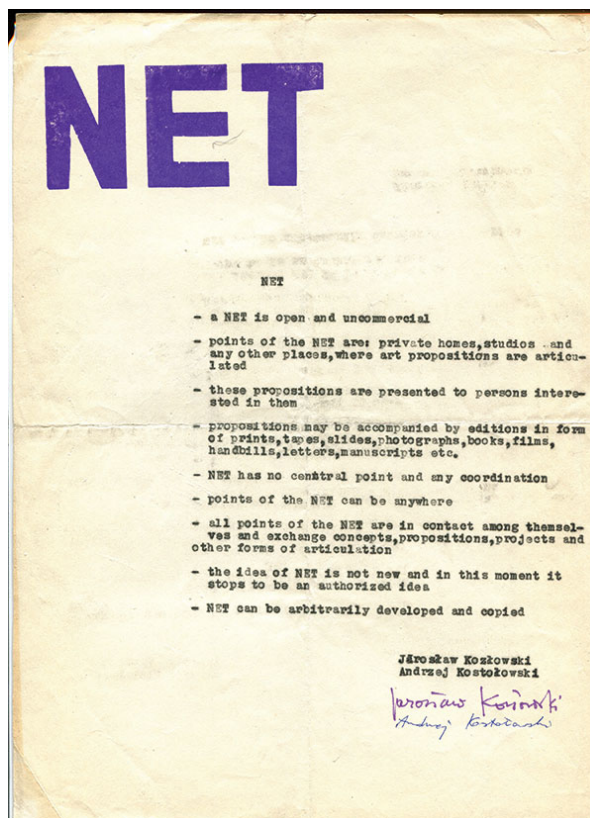 NET
NET
- a NET is open and uncommercial
- points of the NET are: private homes,studios and
any other places,where art propositions are articu-
lated
- these propositions are presented to persons intere-
sted in them
- propositions may be accompanied by editions in form
of prints,tapes,slides,photographs,books,films,
handbills,letters,manuscripts etc.
- NET has no central point and any coordination
- points of the NET can be anywhere
- all points of the NET are in contact among themsel-
ves and exchange concepts,propositions,projects and
other forms of articulation
- the idea of NET is not new and in this moment it
stops to be an authorized idea
- NET can be arbitrarily developed and copied
Jarosław Kozłowski
Andrzej Kostołowski
Jarosław Kozłowski
Andrzej Kostołowski